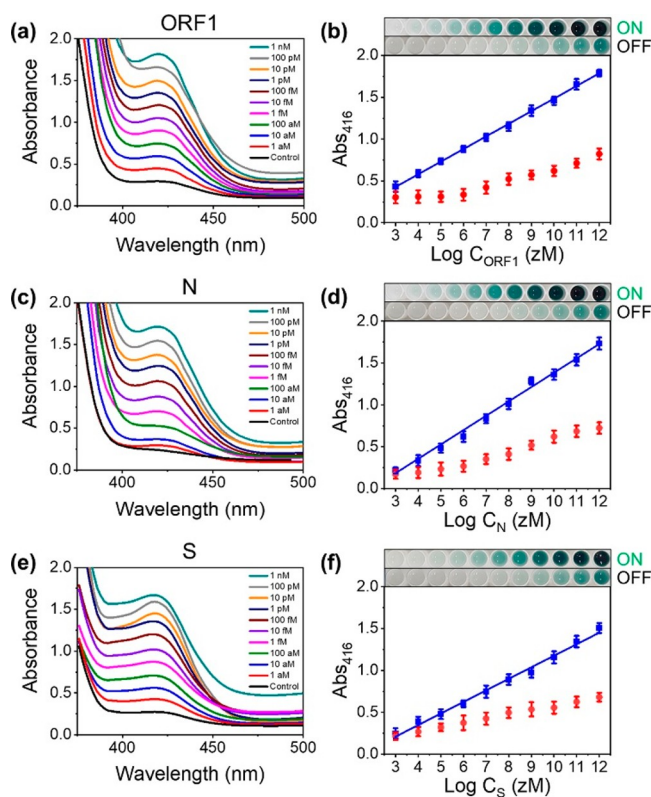 ORF1
(a)
Absorbance
2.0
1.5
1.0
0.5
0.0
400
450
500
Wavelength (nm)
1 nM
100 pM
10 pM
1 pM
100 fM
10 fM
1 fM
100 aM
10 aM
1 aM
Control
(b)
ON
OFF
Abs416
2.0
1.5
1.0
0.5
0.0
3 4 5 6 7 8 9 10 11 12
Log CORF1 (zM)
N
(c)
Absorbance
2.0
1.5
1.0
0.5
0.0
400
450
500
Wavelength (nm)
1 nM
100 pM
10 pM
1 pM
100 fM
10 fM
1 fM
100 aM
10 aM
1 aM
Control
(d)
ON
OFF
Abs416
2.0
1.5
1.0
0.5
0.0
3 4 5 6 7 8 9 10 11 12
Log CN (zM)
S
(e)
Absorbance
2.0
1.5
1.0
0.5
0.0
400
450
500
Wavelength (nm)
1 nM
100 pM
10 pM
1 pM
100 fM
10 fM
1 fM
100 aM
10 aM
1 aM
Control
(f)
ON
OFF
Abs416
2.0
1.5
1.0
0.5
0.0
3 4 5 6 7 8 9 10 11 12
Log CS (zM)